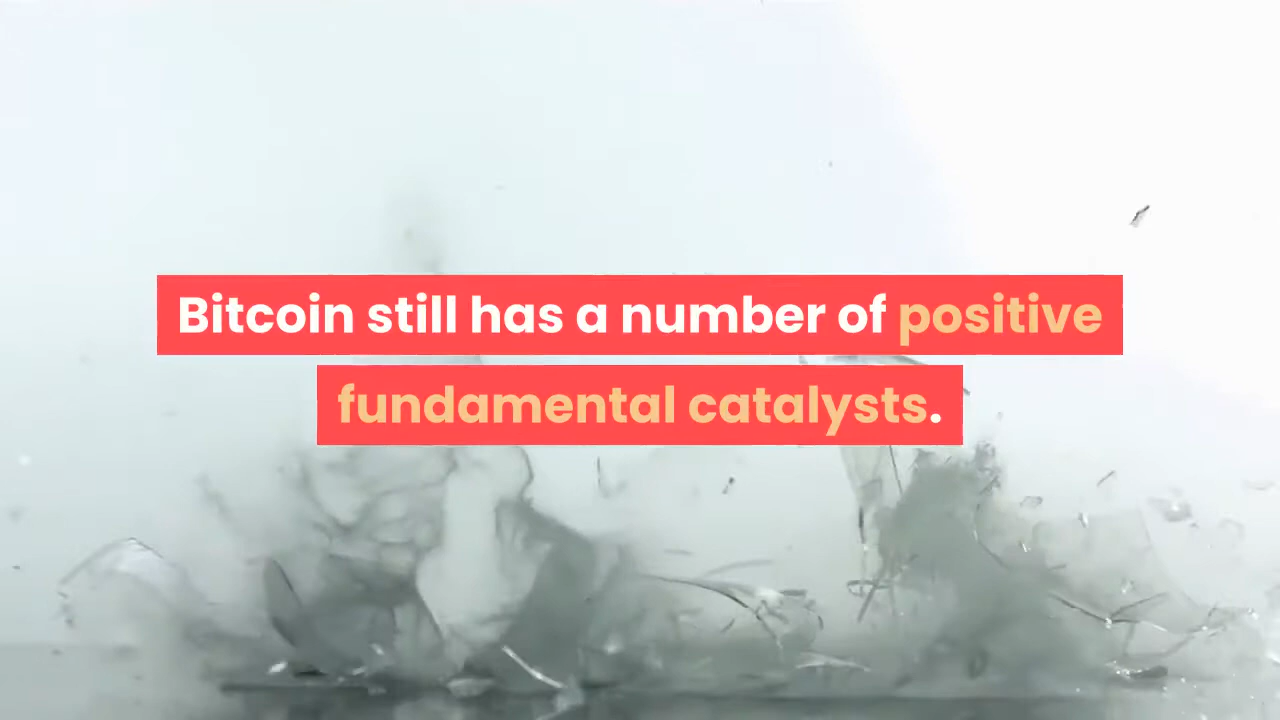 Bitcoin still has a number of positive
fundamental catalysts.